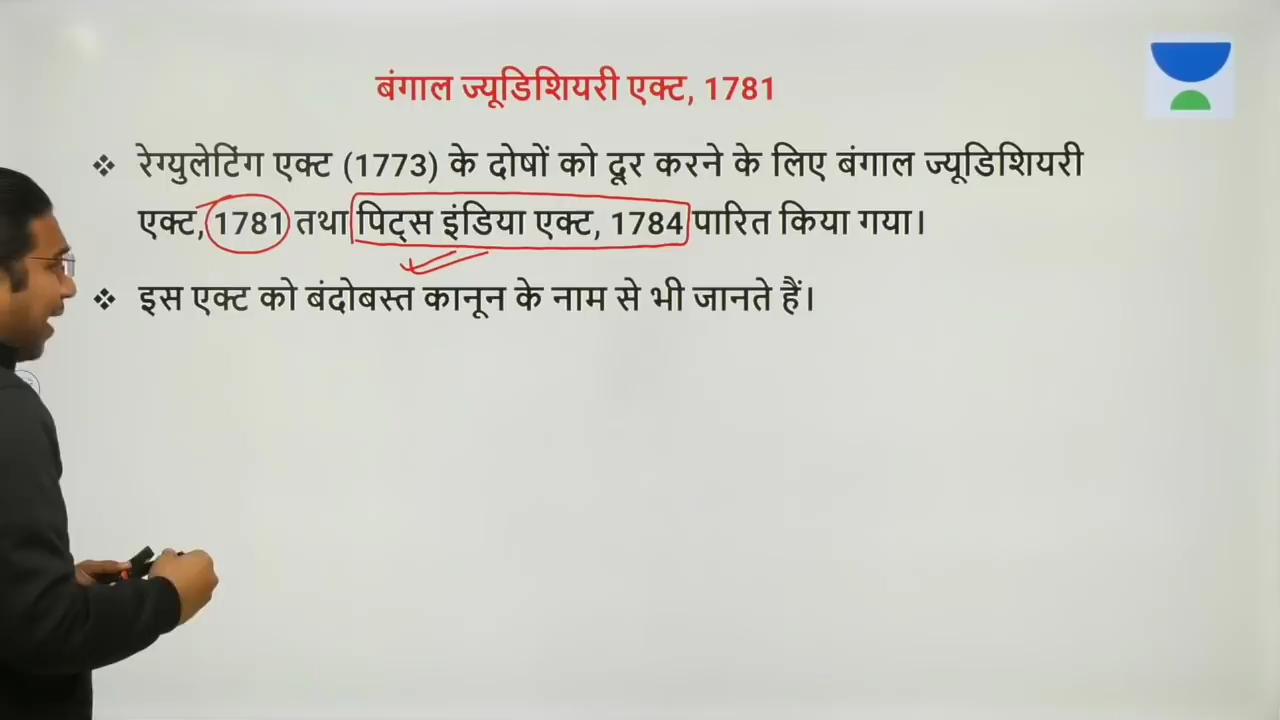 बंगाल ज्यूडिशियरी एक्ट, 1781
❖ रेग्युलेटिंग एक्ट (1773) के दोषों को दूर करने के लिए बंगाल ज्यूडिशियरी
एक्ट, 1781 तथा पिट्स इंडिया एक्ट, 1784 पारित किया गया।
❖ इस एक्ट को बंदोबस्त कानून के नाम से भी जानते हैं।